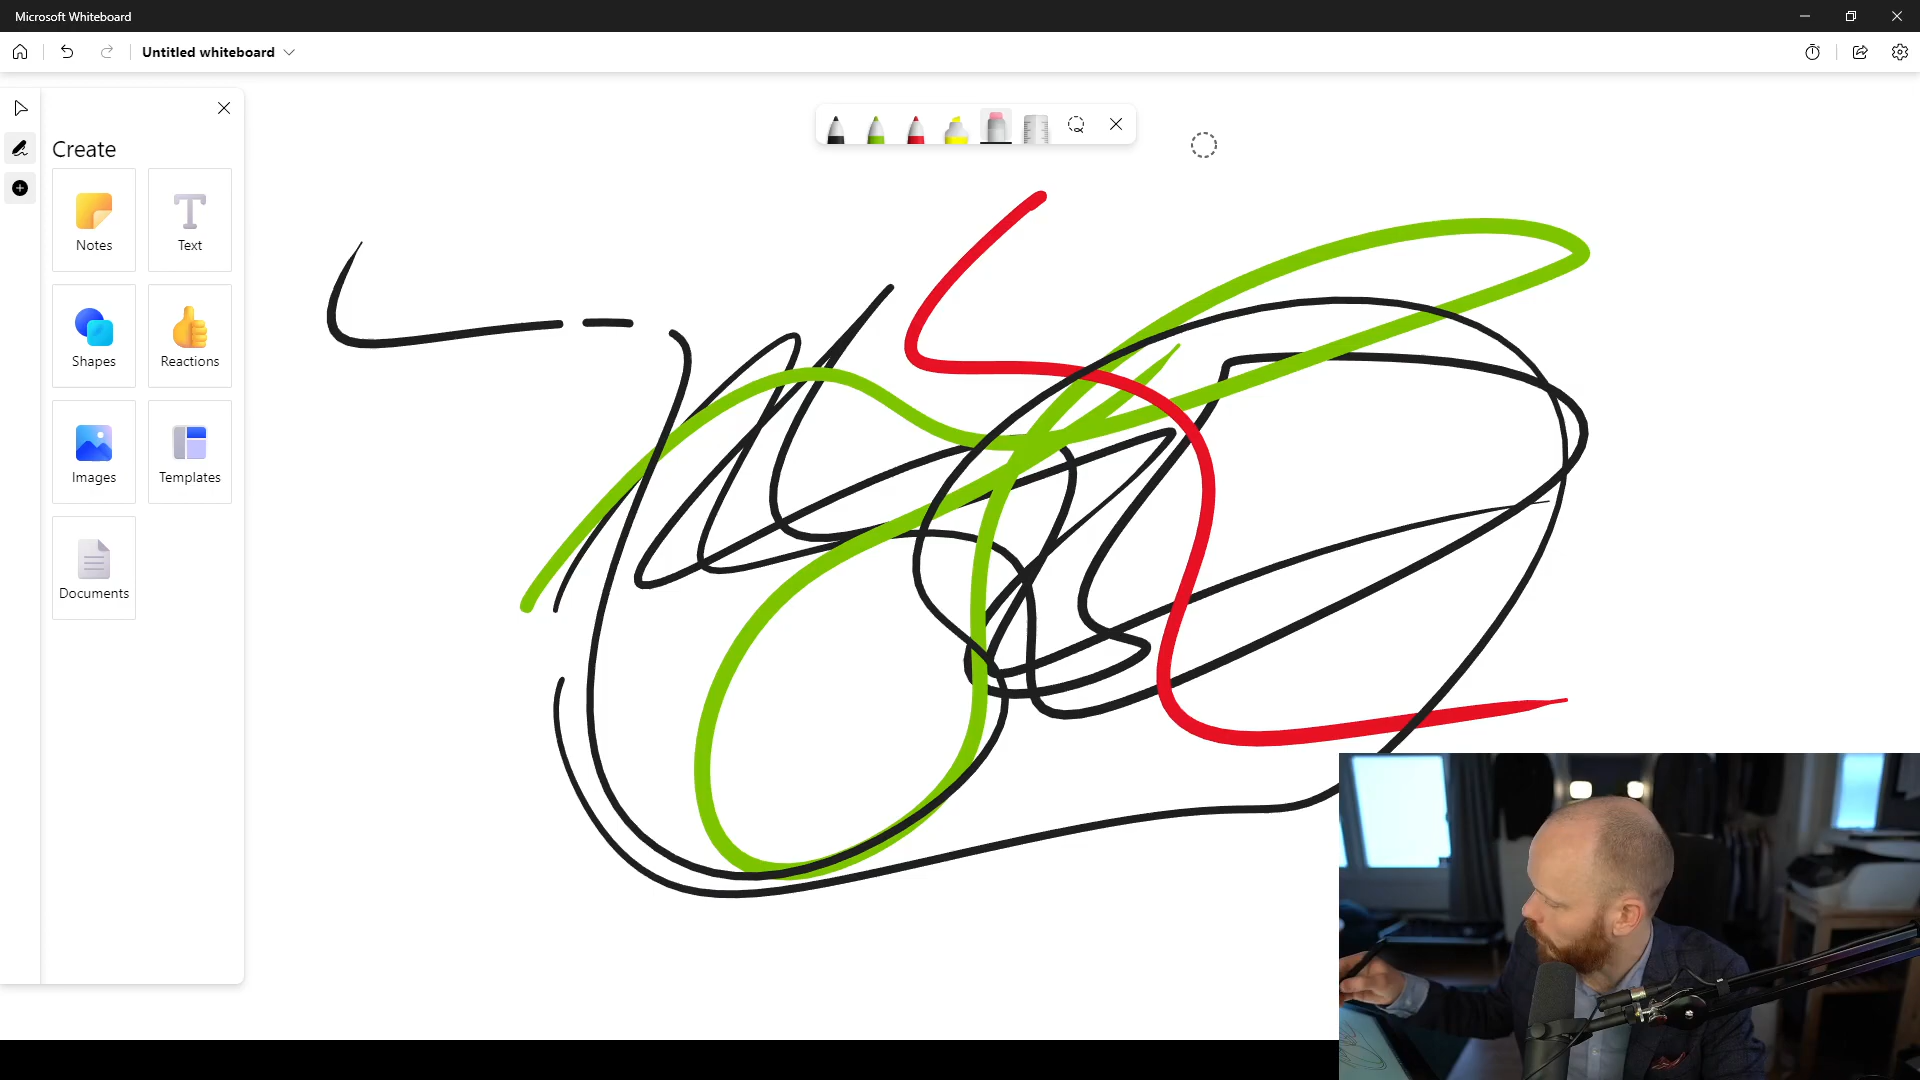 Microsoft Whiteboard
Untitled whiteboard
Create
Notes
Text
Shapes
Reactions
Images
Templates
Documents